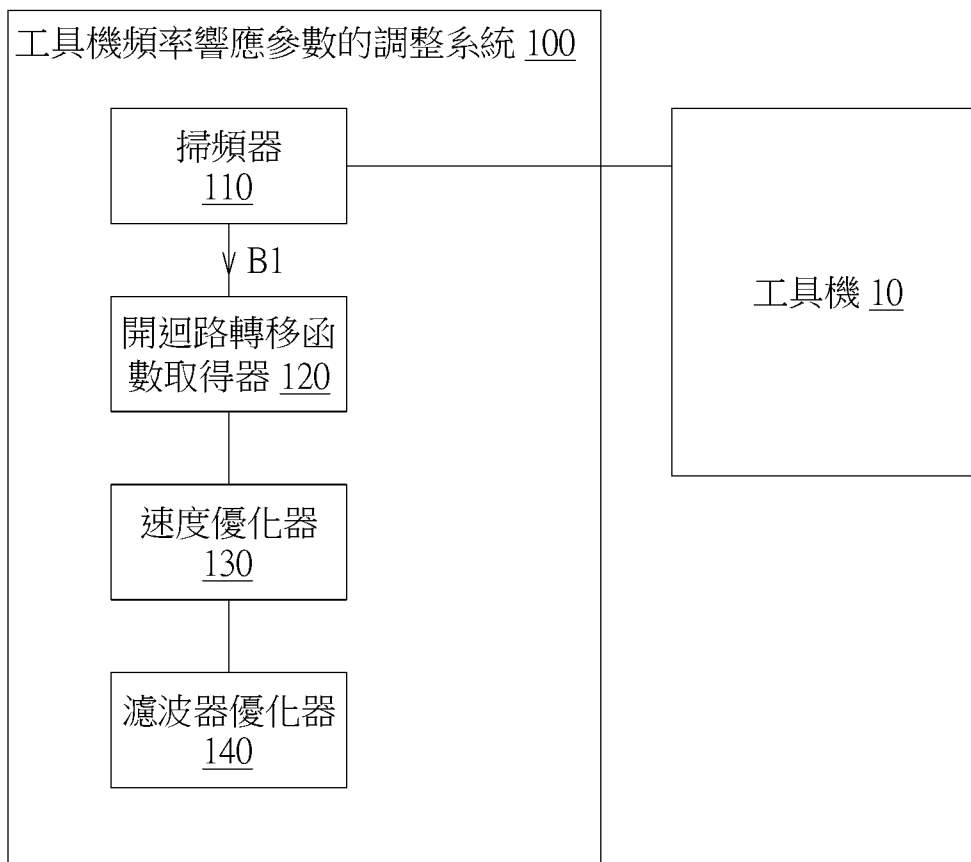 工具機頻率響應參數的調整系統 100
掃頻器
110
B1
開迴路轉移函
數取得器 120
速度優化器
130
濾波器優化器
140
工具機 10